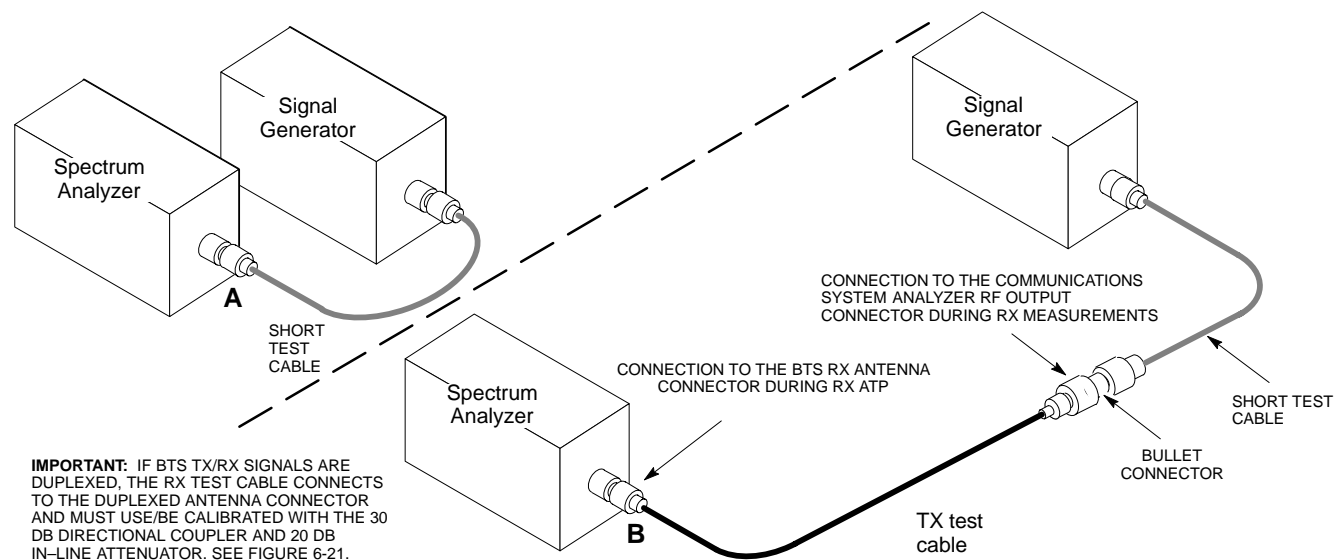 Signal
Generator
Spectrum
Analyzer
A
SHORT
TEST
CABLE
Signal
Generator
CONNECTION TO THE COMMUNICATIONS
SYSTEM ANALYZER RF OUTPUT
CONNECTOR DURING RX MEASUREMENTS
CONNECTION TO THE BTS RX ANTENNA
CONNECTOR DURING RX ATP
Spectrum
Analyzer
SHORT TEST
CABLE
BULLET
CONNECTOR
IMPORTANT: IF BTS TX/RX SIGNALS ARE
DUPLEXED, THE RX TEST CABLE CONNECTS
TO THE DUPLEXED ANTENNA CONNECTOR
AND MUST USE/BE CALIBRATED WITH THE 30
DB DIRECTIONAL COUPLER AND 20 DB
IN–LINE ATTENUATOR. SEE FIGURE 6-21.
B
TX test
cable